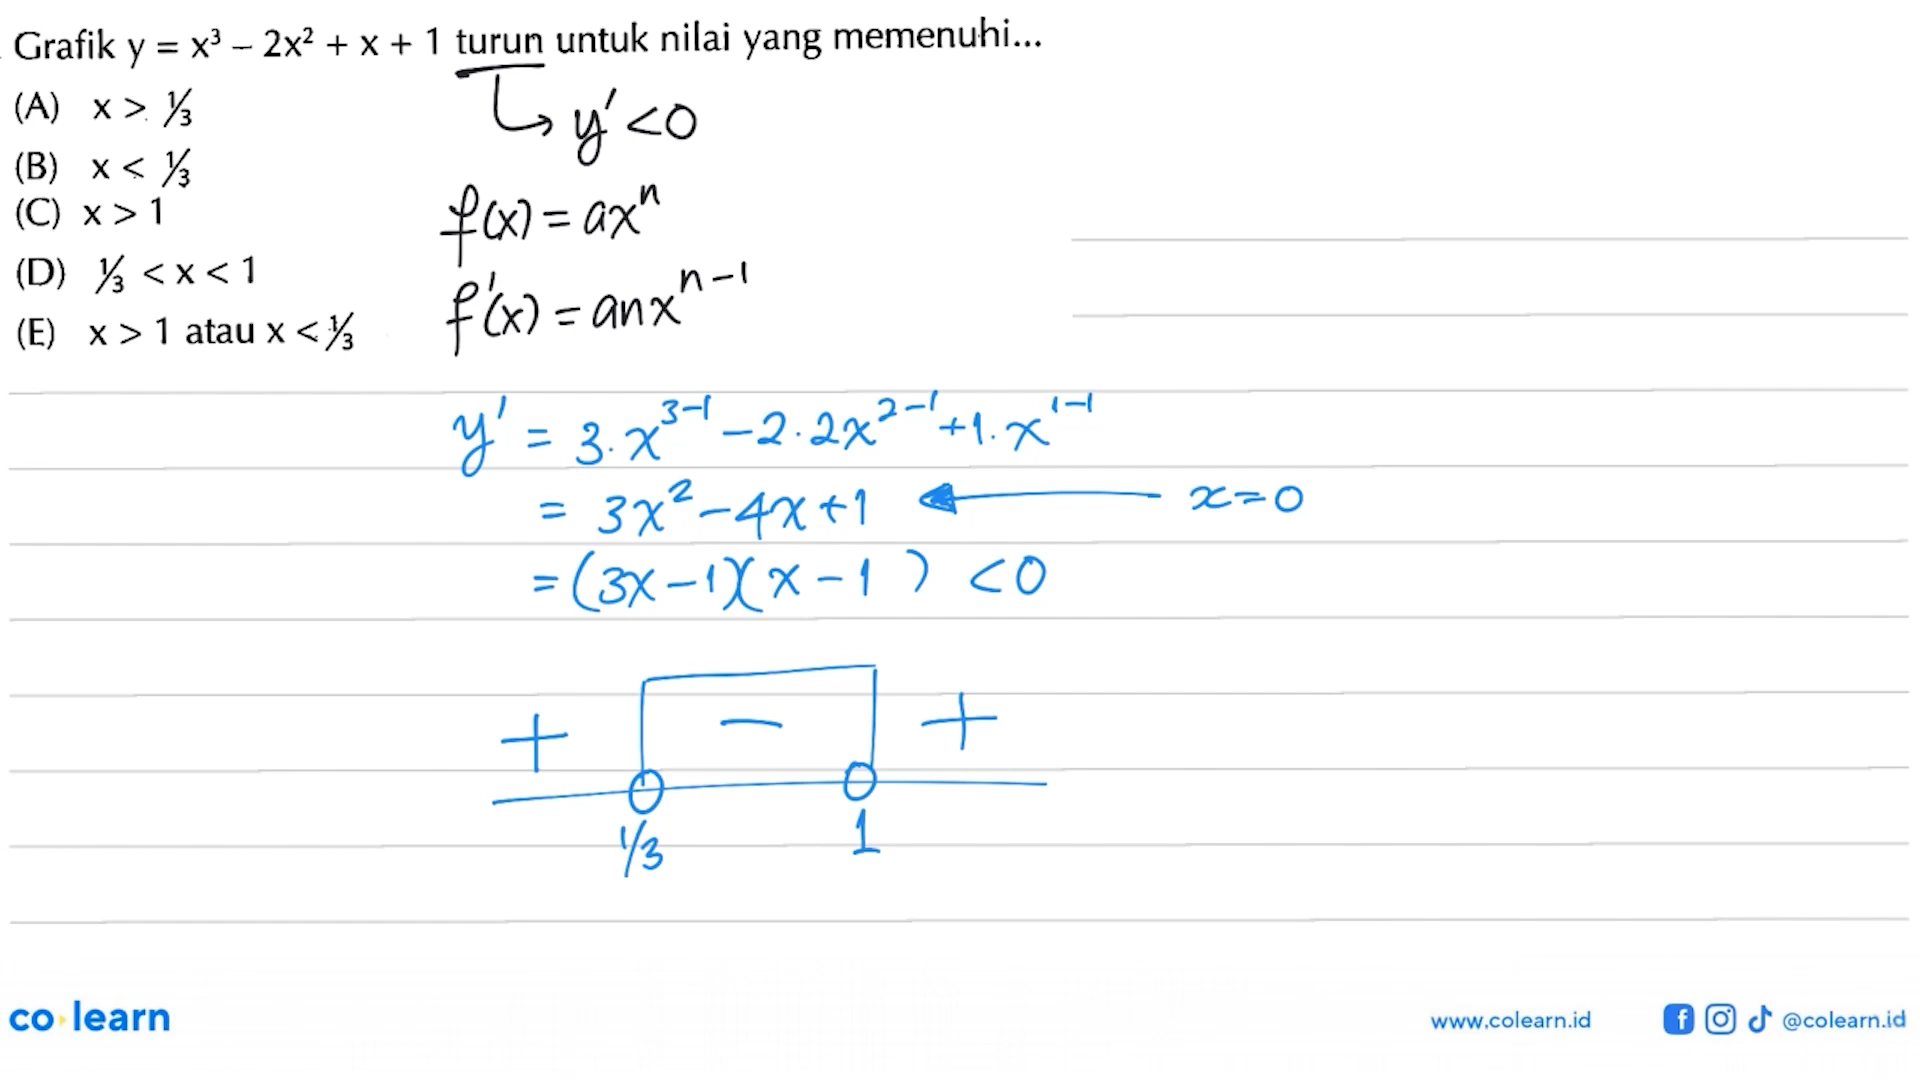 Grafik y = x³ – 2x² + x + 1 turun untuk nilai yang memenuhi...
(A) x > ⅓
(B) x < ⅓
(C) x > 1
(D) ⅓ < x < 1
(E) x > 1 atau x < ⅓
↳ y' < 0
f(x) = axⁿ
f'(x) = anxⁿ⁻¹
y' = 3.x³⁻¹ – 2.2x²⁻¹ + 1.x¹⁻¹
= 3x² – 4x + 1 ← x = 0
= (3x – 1)(x – 1) < 0
+ – +
1/3 1
co learn
www.colearn.id @colearn.id